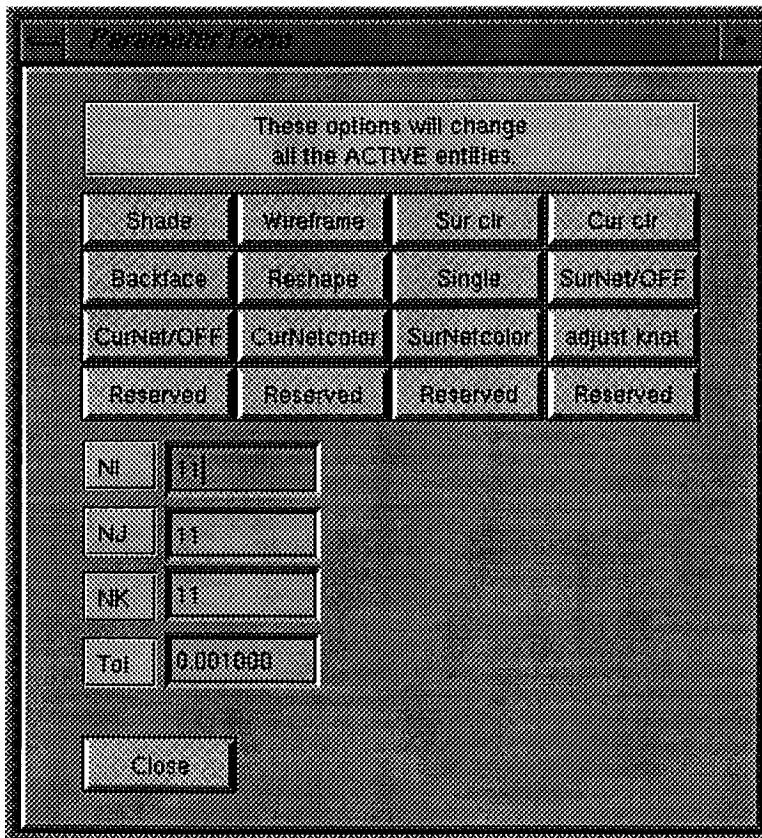 Parameter Form
These options will change
all the ACTIVE entities.
Shade Wireframe Sur clr Cur clr
Backface Reshape Single SurNet/OFF
CurNet/OFF CurNetcolor SurNetcolor adjust knot
Reserved Reserved Reserved Reserved
NI 11
NJ 11
NK 11
Tol 0.001000
Close